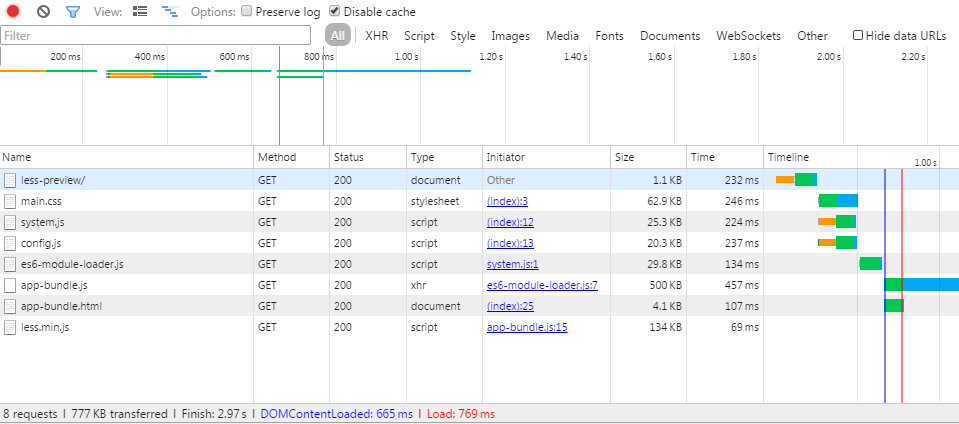 View: Options: Preserve log Disable cache
Filter All XHR Script Style Images Media Fonts Documents WebSockets Other Hide data URLs
200 ms 400 ms 600 ms 800 ms 1.00 s 1.20 s 1.40 s 1.60 s 1.80 s 2.00 s 2.20 s
Name Method Status Type Initiator Size Time Timeline 1.00 s
less-preview/ GET 200 document Other 1.1 KB 232 ms
main.css GET 200 stylesheet (index):3 62.9 KB 246 ms
system.js GET 200 script (index):12 25.3 KB 224 ms
config.js GET 200 script (index):13 20.3 KB 237 ms
es6-module-loader.js GET 200 script system.js:1 29.8 KB 134 ms
app-bundle.js GET 200 xhr es6-module-loader.js:7 500 KB 457 ms
app-bundle.html GET 200 document (index):25 4.1 KB 107 ms
less.min.js GET 200 script app-bundle.js:15 134 KB 69 ms
8 requests | 777 KB transferred | Finish: 2.97 s | DOMContentLoaded: 665 ms | Load: 769 ms